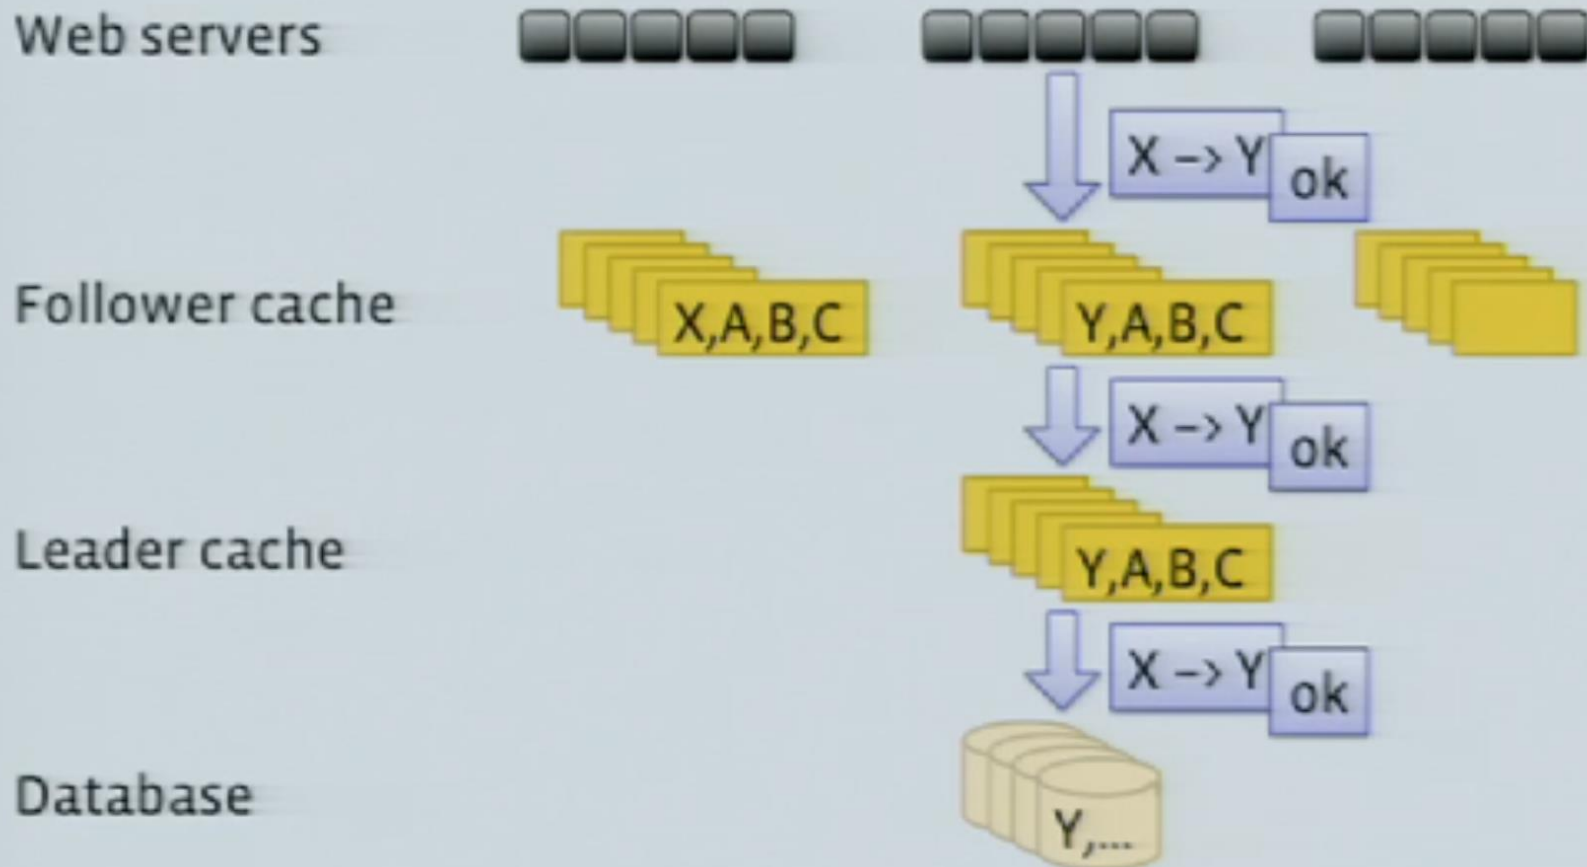 Web servers
X –> Y
ok
Follower cache
X,A,B,C
Y,A,B,C
X –> Y
ok
Leader cache
Y,A,B,C
X –> Y
ok
Database
Y,...